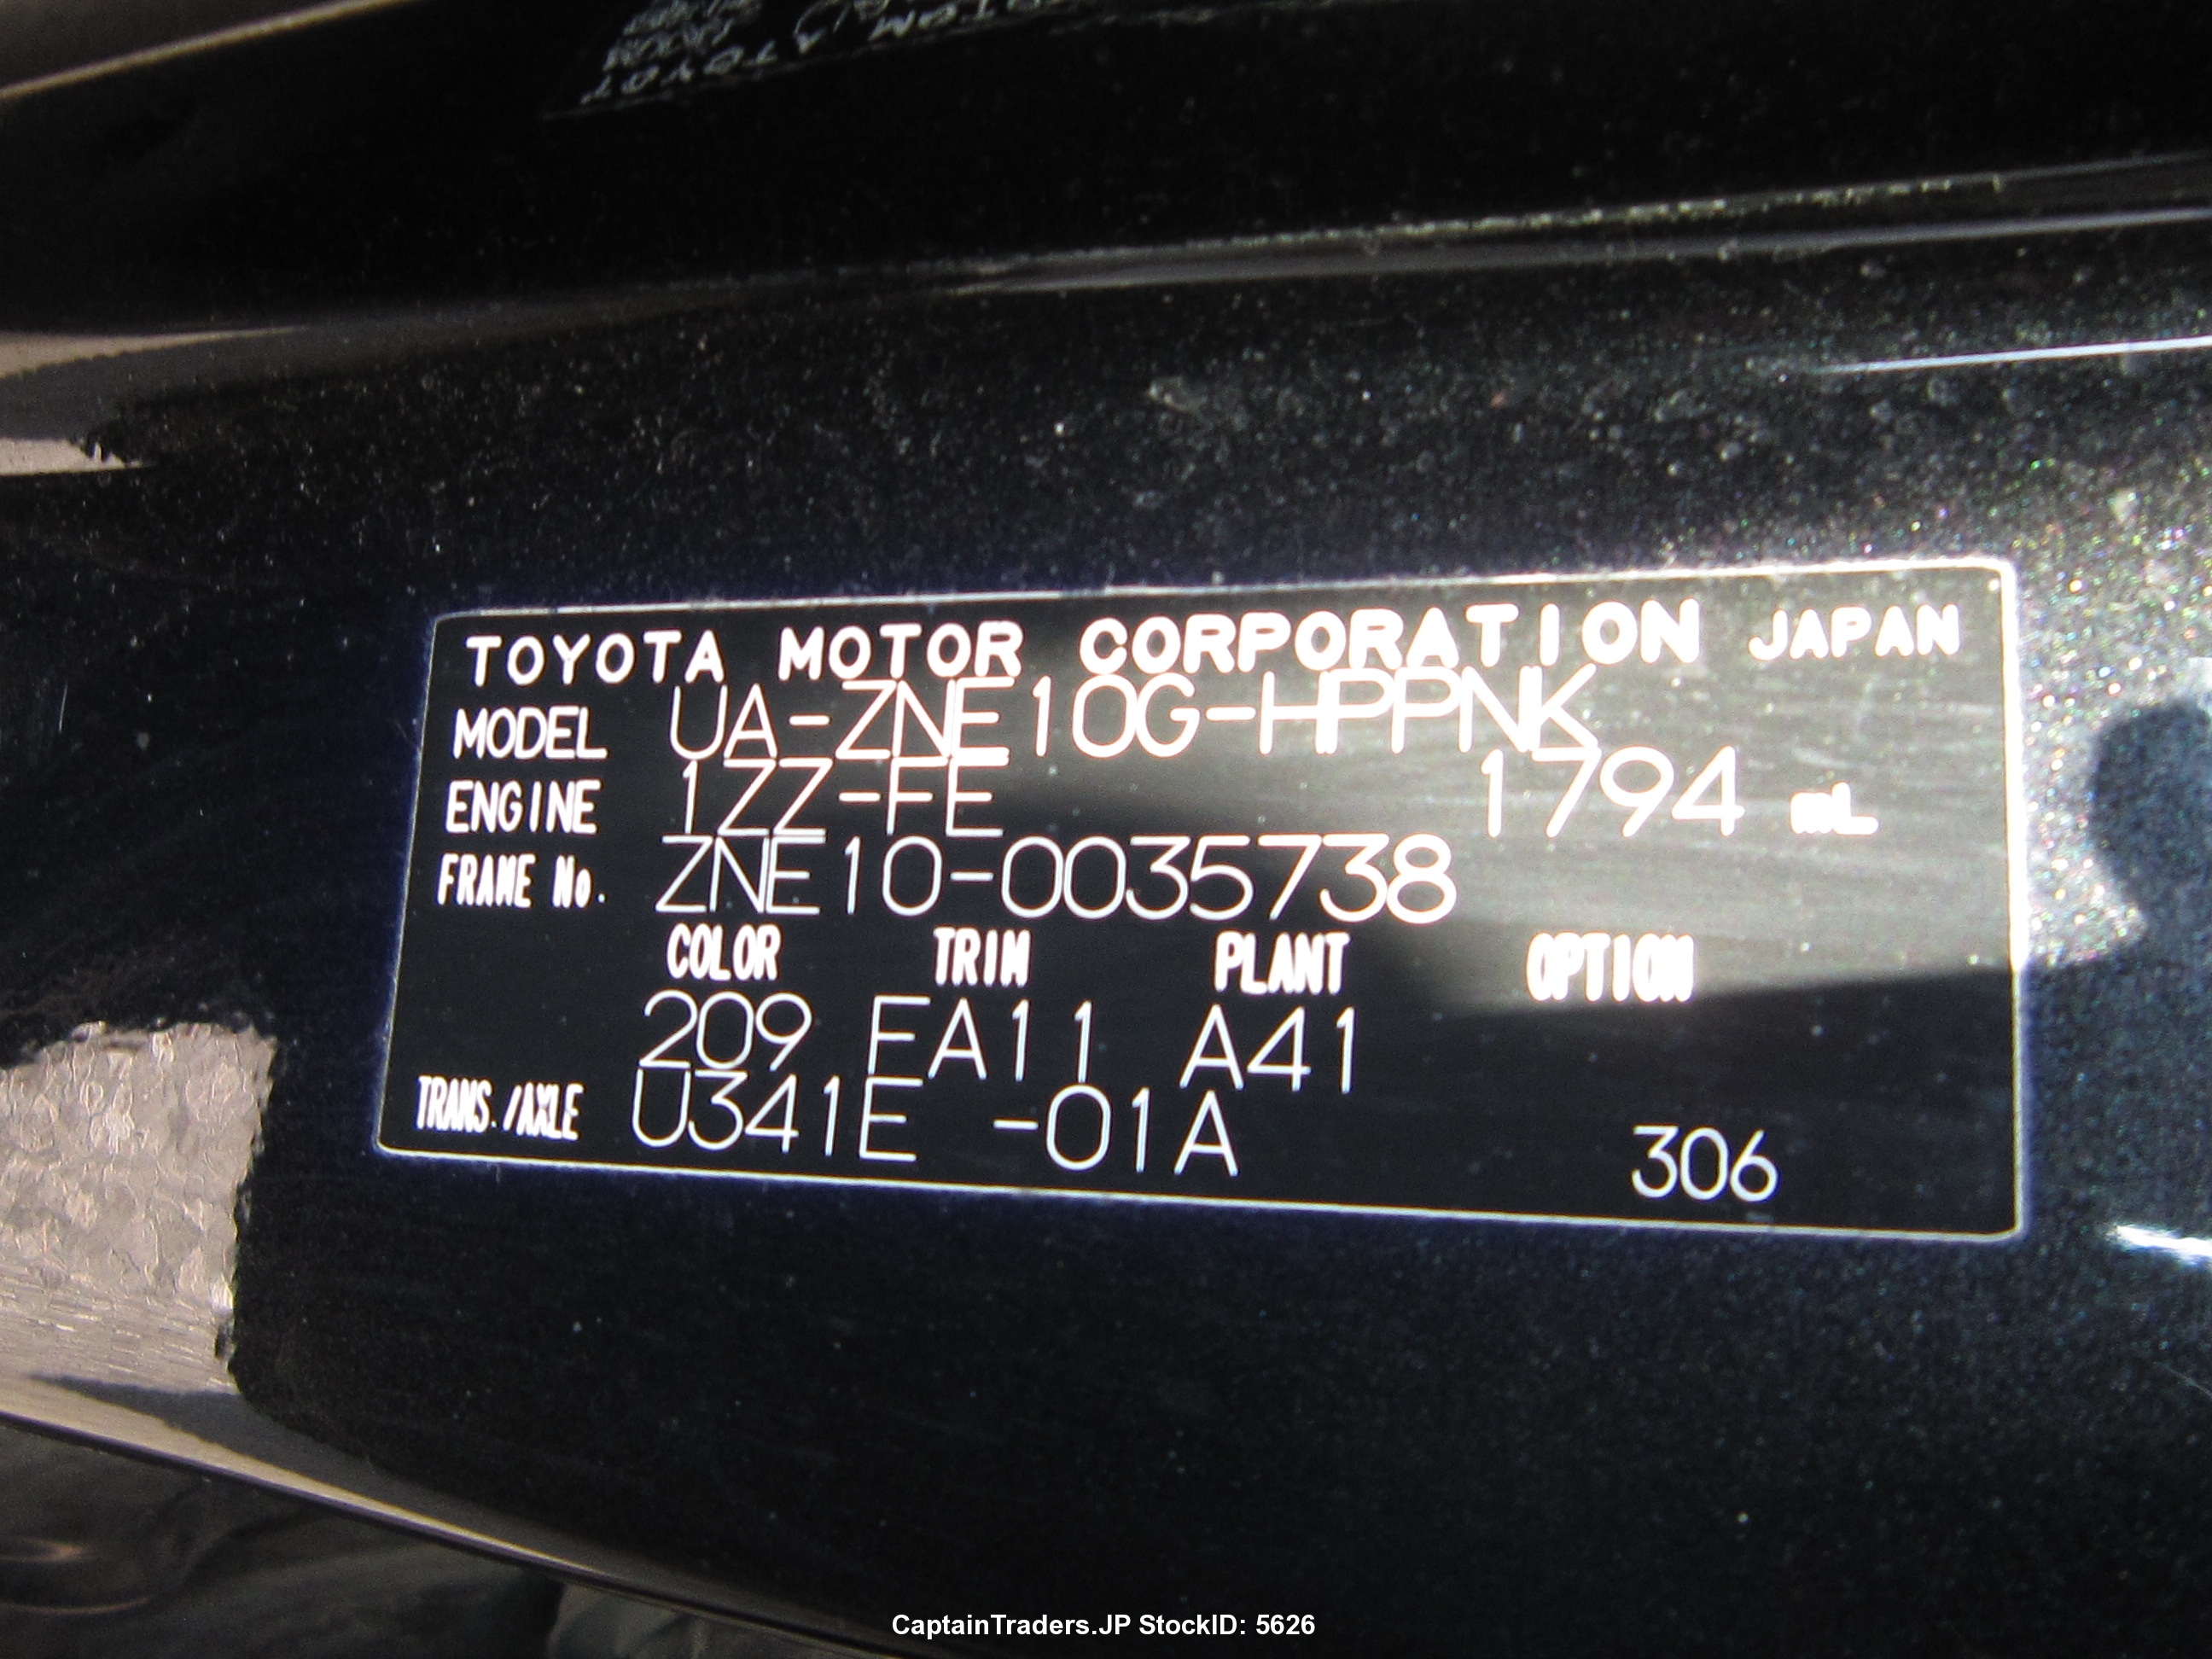 TOYOTA MOTOR CORPORATION JAPAN
MODEL UA-ZNE10G-HPPNK
ENGINE 1ZZ-FE 1794 mL
FRAME No. ZNE10-0035738
COLOR TRIM PLANT OPTION
209 FA11 A41
TRANS./AXLE U341E -01A
306
CaptainTraders.JP StockID: 5626